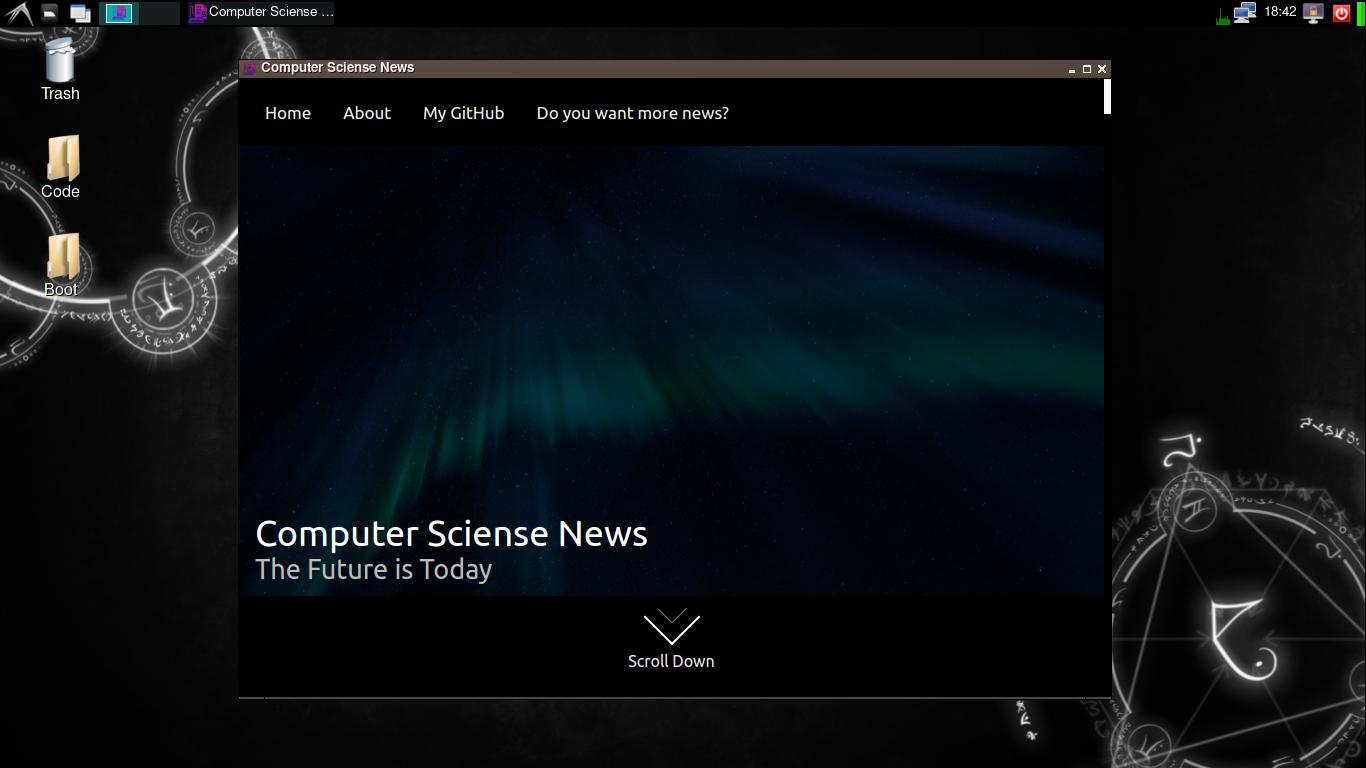 Computer Sciense ...
18:42
Trash
Code
Boot
Computer Sciense News
Home About My GitHub Do you want more news?
Computer Sciense News
The Future is Today
Scroll Down